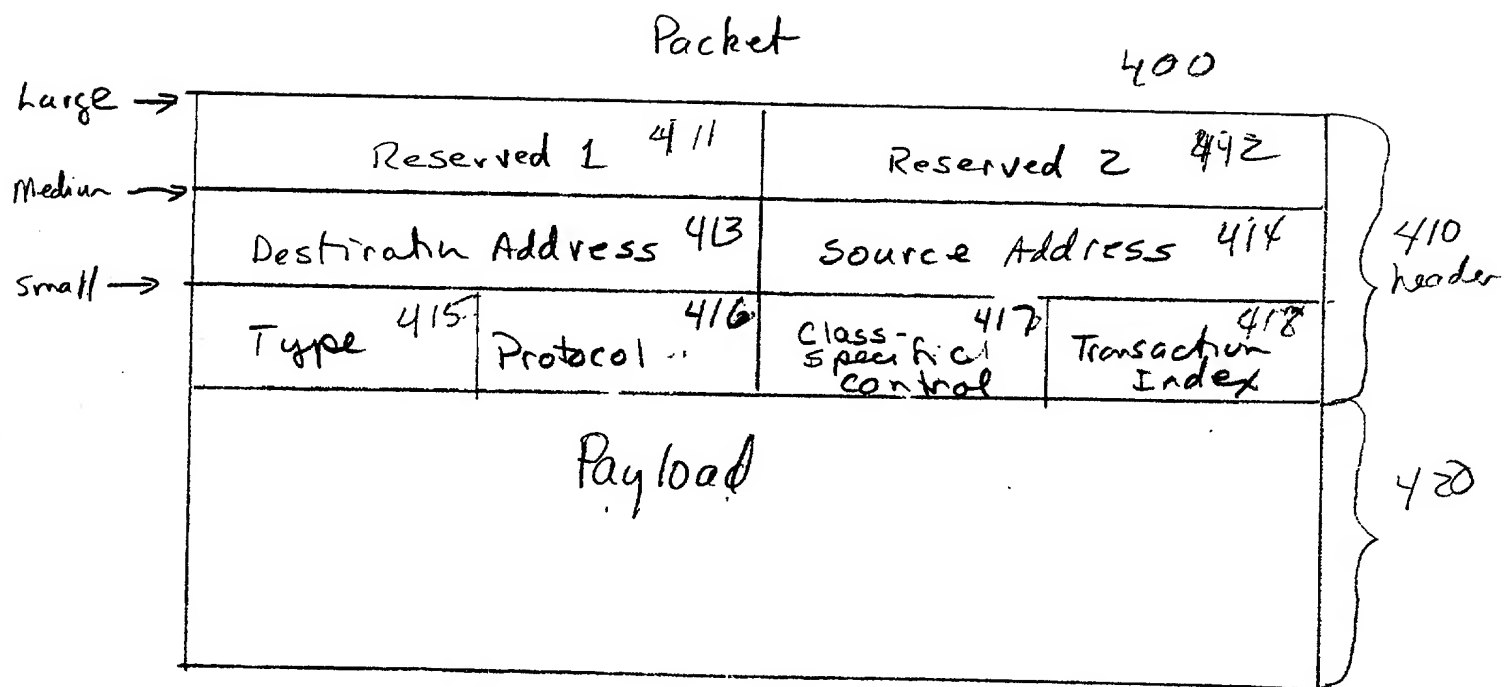 Packet
400
Large →
Reserved 1 411
Reserved 2 412
Medium →
Destination Address 413
Source Address 414
410
header
small →
Type 415
Protocol 416
Class-
specific
control 417
Transaction
Index 418
Payload
420